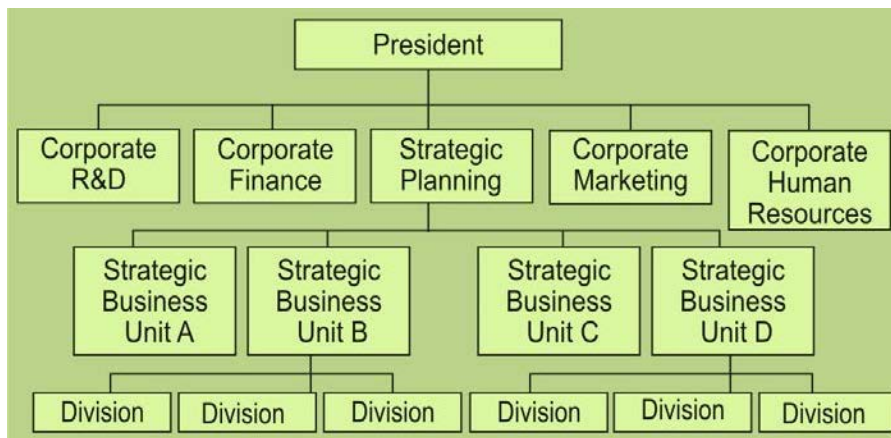 President
Corporate
R&D
Corporate
Finance
Strategic
Planning
Corporate
Marketing
Corporate
Human
Resources
Strategic
Business
Unit A
Strategic
Business
Unit B
Strategic
Business
Unit C
Strategic
Business
Unit D
Division
Division
Division
Division
Division
Division